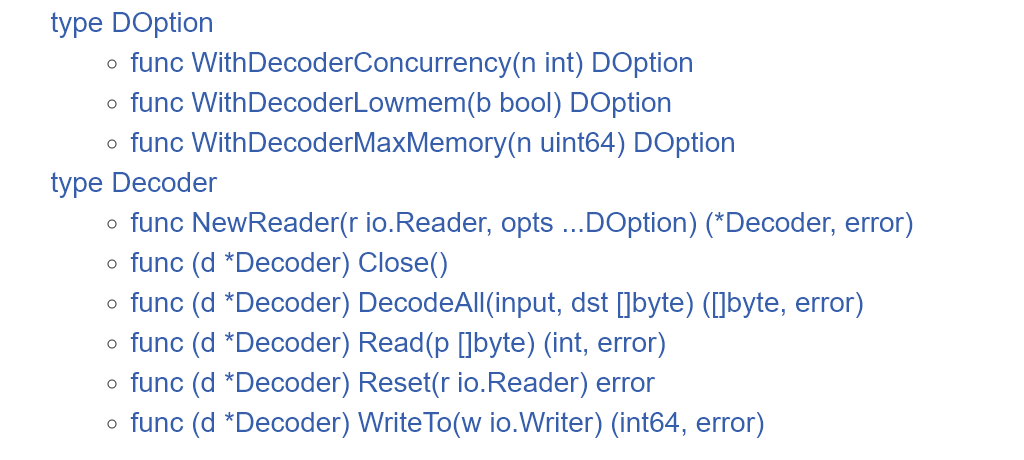 type DOption
func WithDecoderConcurrency(n int) DOption
func WithDecoderLowmem(b bool) DOption
func WithDecoderMaxMemory(n uint64) DOption
type Decoder
func NewReader(r io.Reader, opts ...DOption) (*Decoder, error)
func (d *Decoder) Close()
func (d *Decoder) DecodeAll(input, dst []byte) ([]byte, error)
func (d *Decoder) Read(p []byte) (int, error)
func (d *Decoder) Reset(r io.Reader) error
func (d *Decoder) WriteTo(w io.Writer) (int64, error)